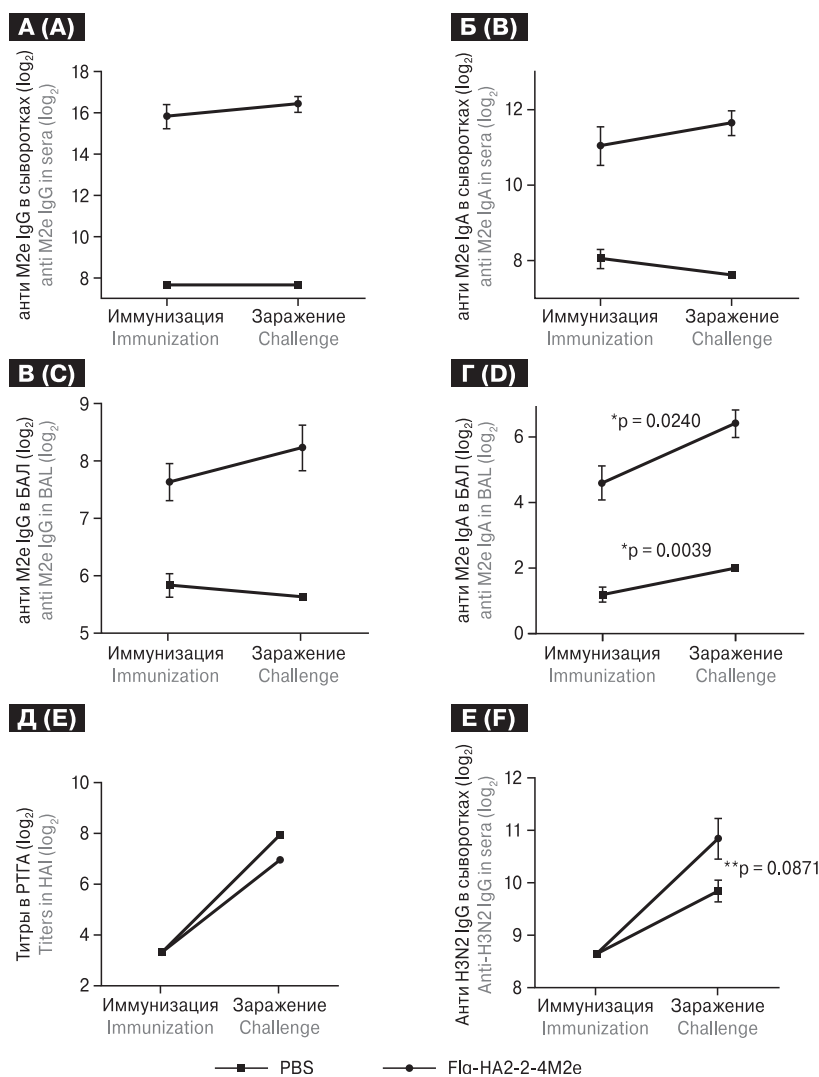 А (A)
анти M2e IgG в сыворотках (log2)
anti M2e IgG in sera (log2)
18
16
14
12
10
8
Иммунизация Заражение
Immunization Challenge
Б (B)
анти M2e IgA в сыворотках (log2)
anti M2e IgA in sera (log2)
12
10
8
Иммунизация Заражение
Immunization Challenge
В (C)
анти M2e IgG в БАЛ (log2)
anti M2e IgG in BAL (log2)
9
8
7
6
5
Иммунизация Заражение
Immunization Challenge
Г (D)
анти M2e IgA в БАЛ (log2)
anti M2e IgA in BAL (log2)
6
4
2
0
*p = 0.0240
*p = 0.0039
Иммунизация Заражение
Immunization Challenge
Д (E)
Титры в РТГА (log2)
Titers in HAI (log2)
10
8
6
4
2
Иммунизация Заражение
Immunization Challenge
Е (F)
Анти H3N2 IgG в сыворотках (log2)
Anti-H3N2 IgG in sera (log2)
12
11
10
9
8
**p = 0.0871
Иммунизация Заражение
Immunization Challenge
PBS Flg-HA2-2-4M2e